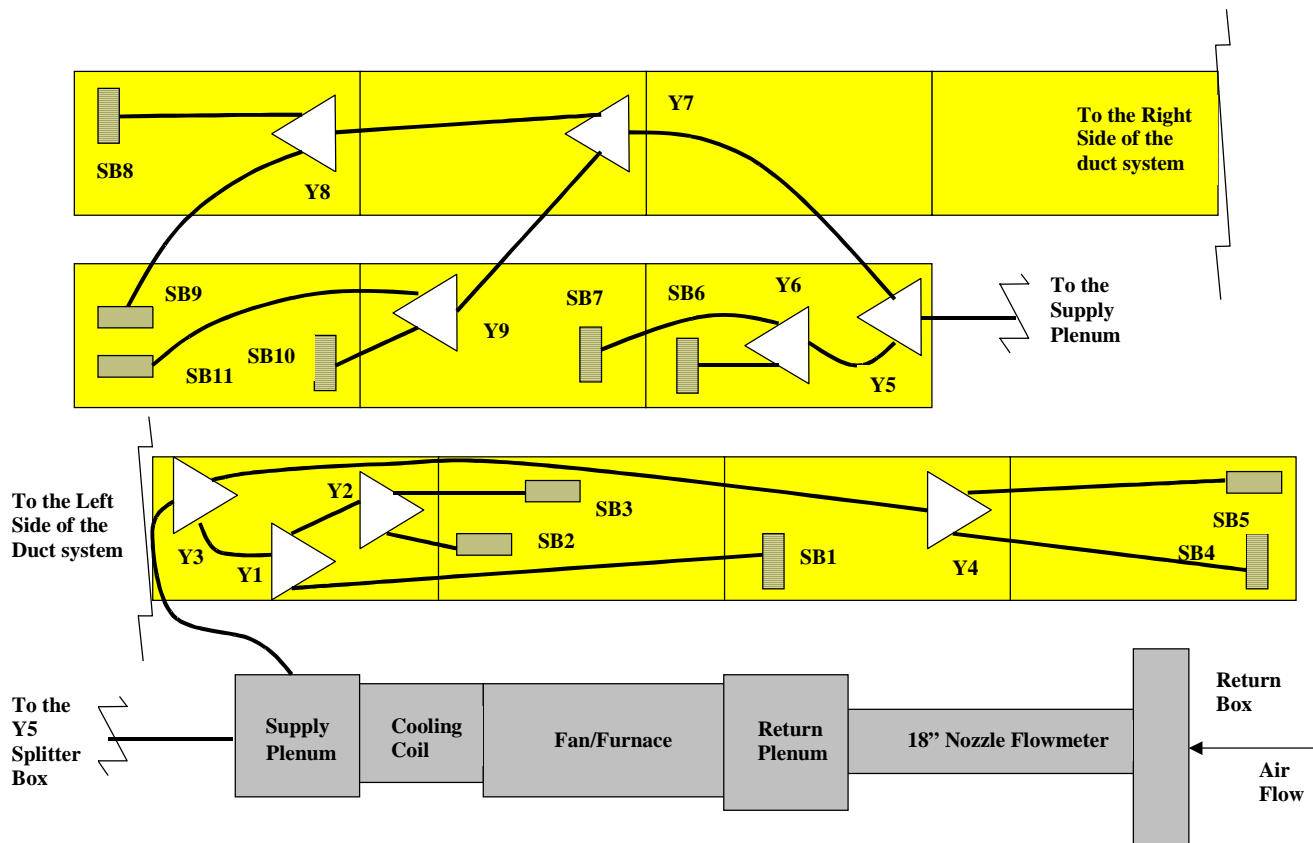 Y7
To the Right
Side of the
duct system
SB8
Y8
SB9
SB7
SB6
Y6
To the
Supply
Plenum
Y9
SB10
SB11
Y5
To the Left
Side of the
Duct system
Y2
SB3
SB5
SB2
SB1
SB4
Y3
Y1
Y4
To the
Y5
Splitter
Box
Supply
Plenum
Cooling
Coil
Fan/Furnace
Return
Plenum
18” Nozzle Flowmeter
Return
Box
Air
Flow